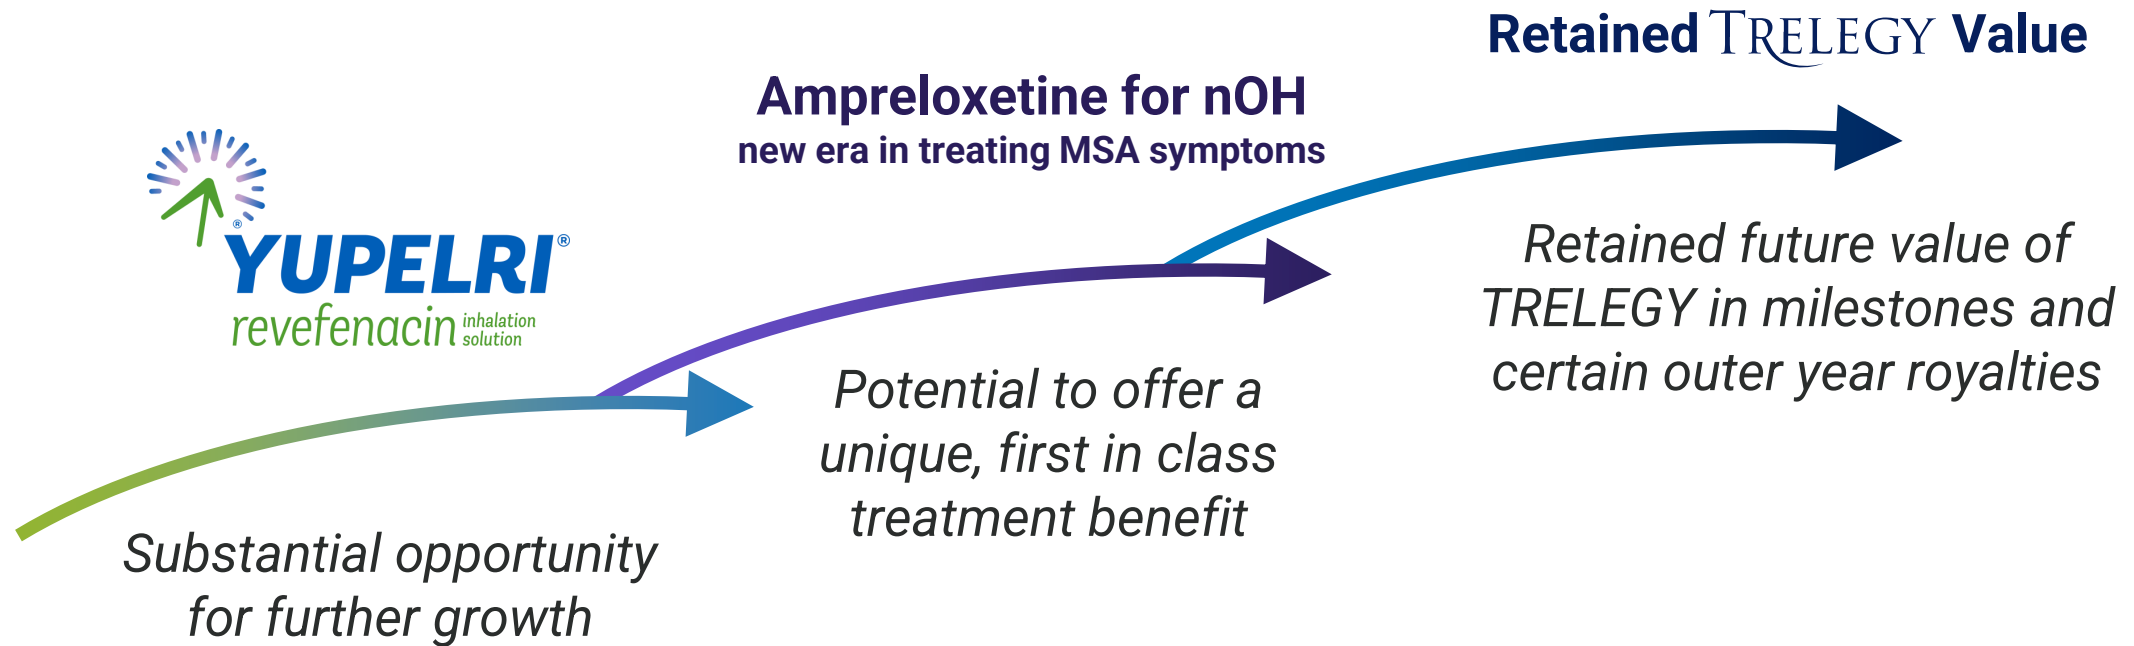 YUPELRI®
revefenacin inhalation solution
Substantial opportunity
for further growth
Ampreloxetine for nOH
new era in treating MSA symptoms
Potential to offer a
unique, first in class
treatment benefit
Retained TRELEGY Value
Retained future value of
TRELEGY in milestones and
certain outer year royalties